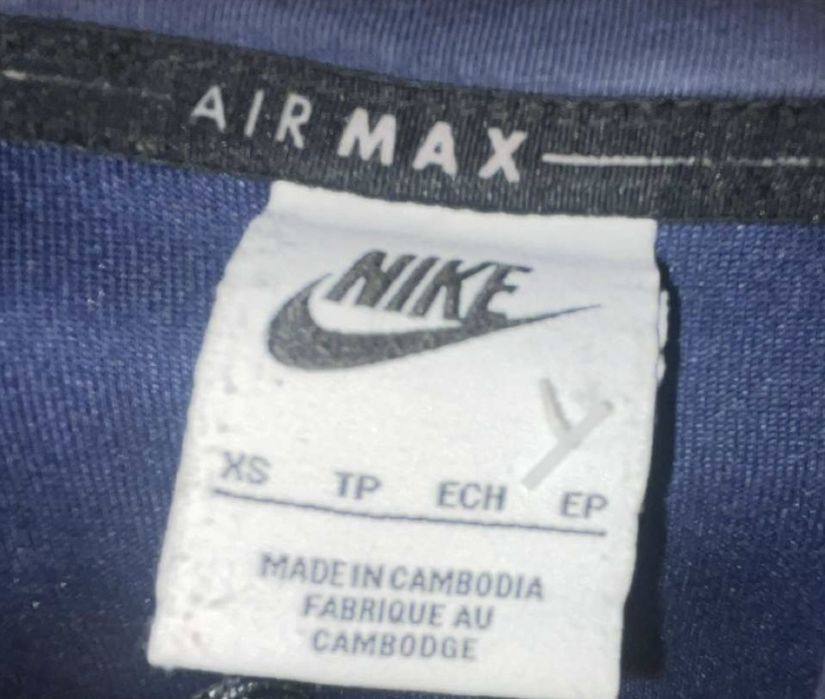 AIR MAX
NIKE
Y
XS TP ECH EP
MADE IN CAMBODIA
FABRIQUE AU
CAMBODGE